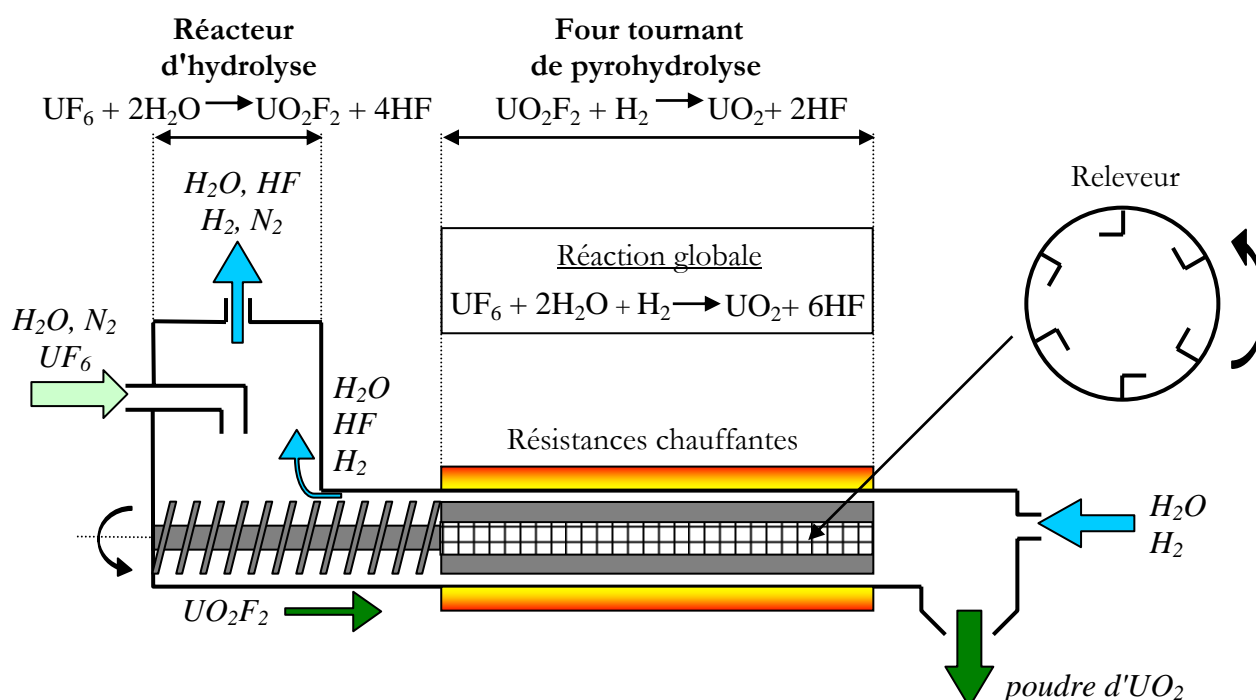 Réacteur
d'hydrolyse
UF₆ + 2H₂O → UO₂F₂ + 4HF
Four tournant
de pyrohydrolyse
UO₂F₂ + H₂ → UO₂+ 2HF
H₂O, HF
H₂, N₂
Releveur
Réaction globale
UF₆ + 2H₂O + H₂ → UO₂+ 6HF
H₂O, N₂
UF₆
H₂O
HF
H₂
Résistances chauffantes
H₂O
H₂
UO₂F₂
poudre d'UO₂